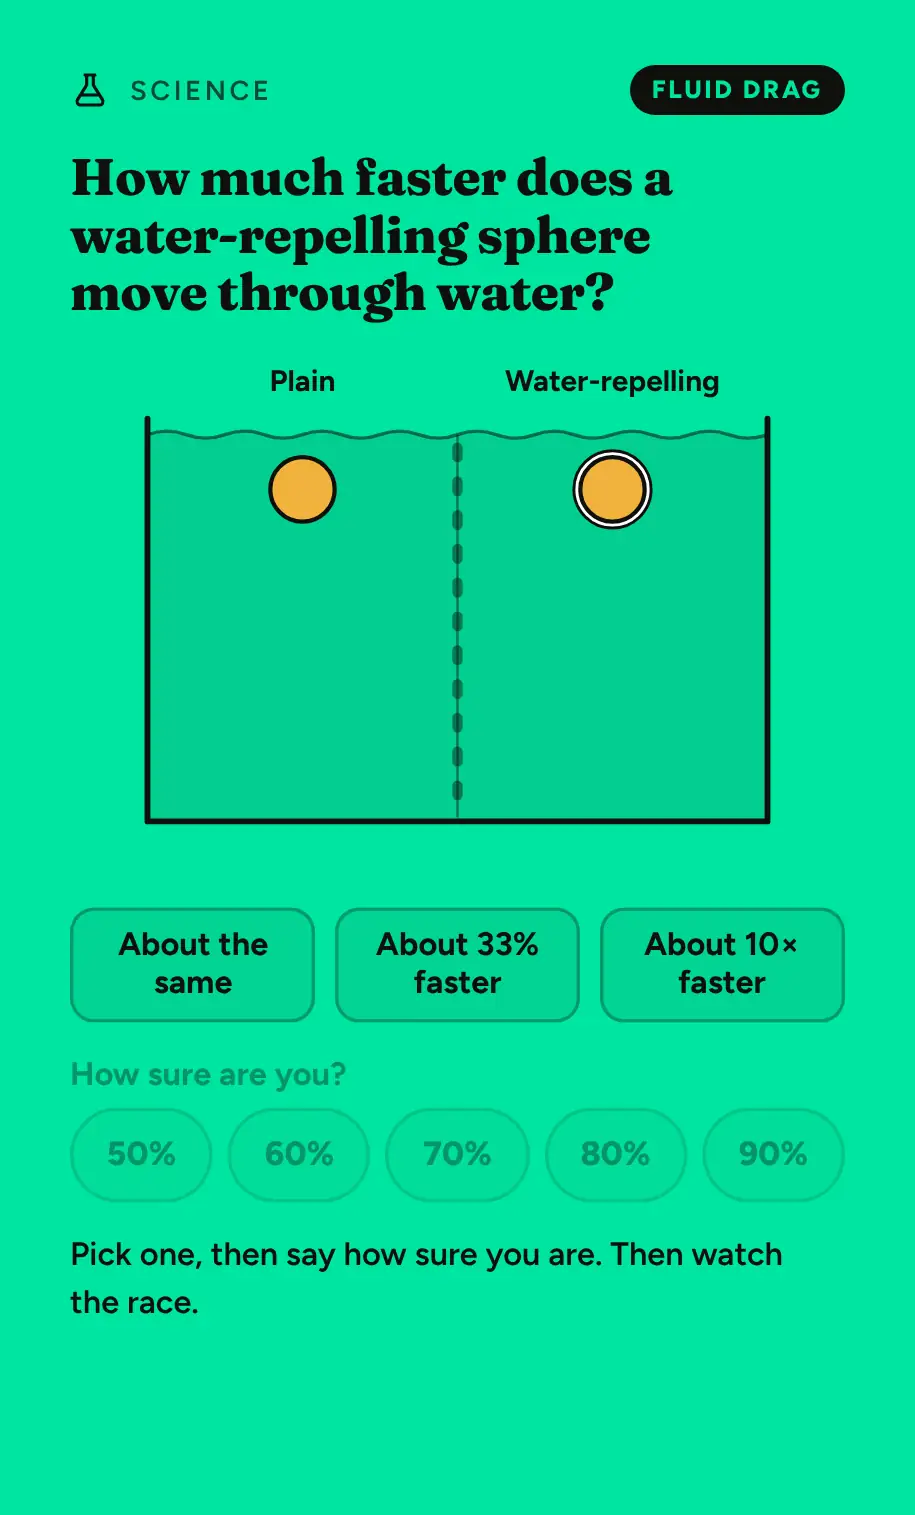 SCIENCE
FLUID DRAG
How much faster does a
water-repelling sphere
move through water?
Plain
Water-repelling
About the
same
About 33%
faster
About 10×
faster
How sure are you?
50%
60%
70%
80%
90%
Pick one, then say how sure you are. Then watch
the race.